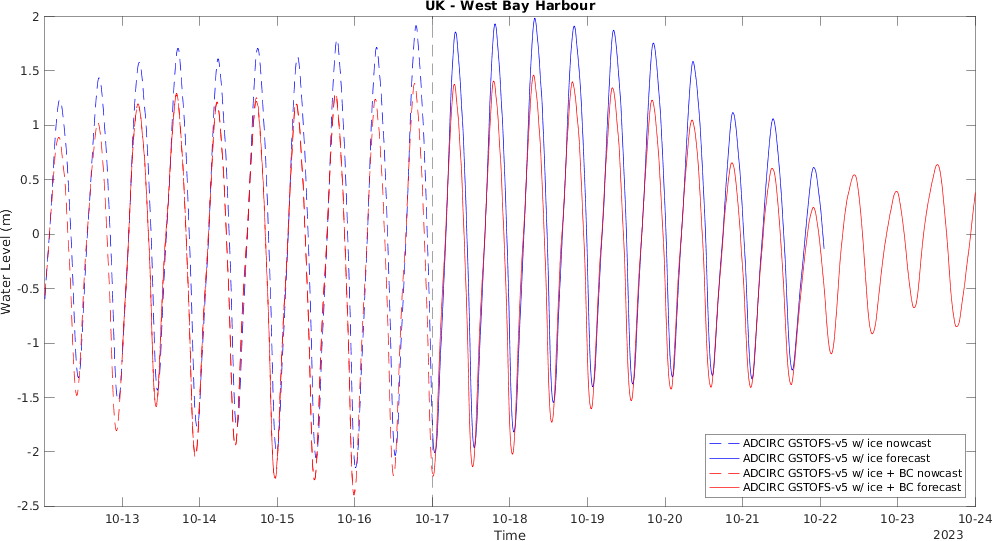 UK - West Bay Harbour
2
1.5
1
0.5
0
-0.5
-1
-1.5
-2
-2.5
Water Level (m)
10-13 10-14 10-15 10-16 10-17 10-18 10-19 10-20 10-21 10-22 10-23 10-24
Time
2023
ADCIRC GSTOFS-v5 w/ ice nowcast
ADCIRC GSTOFS-v5 w/ ice forecast
ADCIRC GSTOFS-v5 w/ ice + BC nowcast
ADCIRC GSTOFS-v5 w/ ice + BC forecast